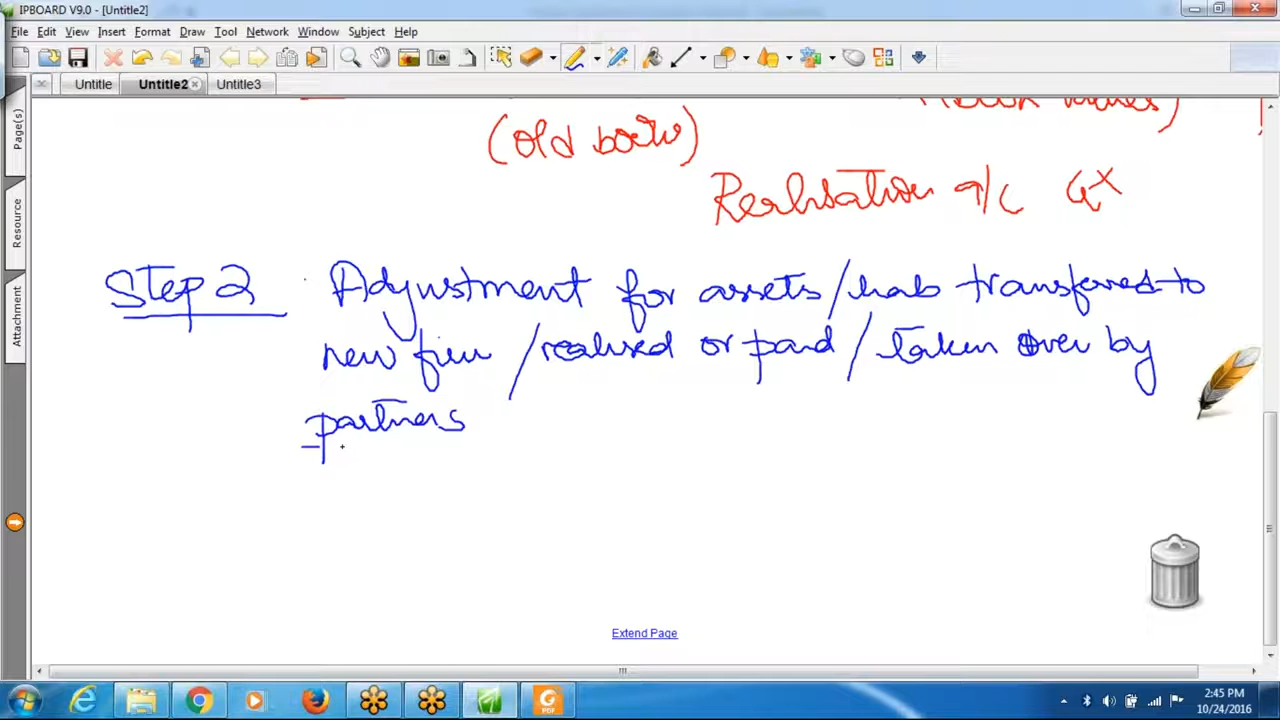 IPBOARD V9.0 - [Untitle2]
File Edit View Insert Format Draw Tool Network Window Subject Help
Untitle Untitle2 Untitle3
Page(s)
Resource
Attachment
(old books)
Realisation A/c
Step 2 Adjustment for assets/liab transferred to
new firm / realised or paid / taken over by
partners
Extend Page
2:45 PM
10/24/2016